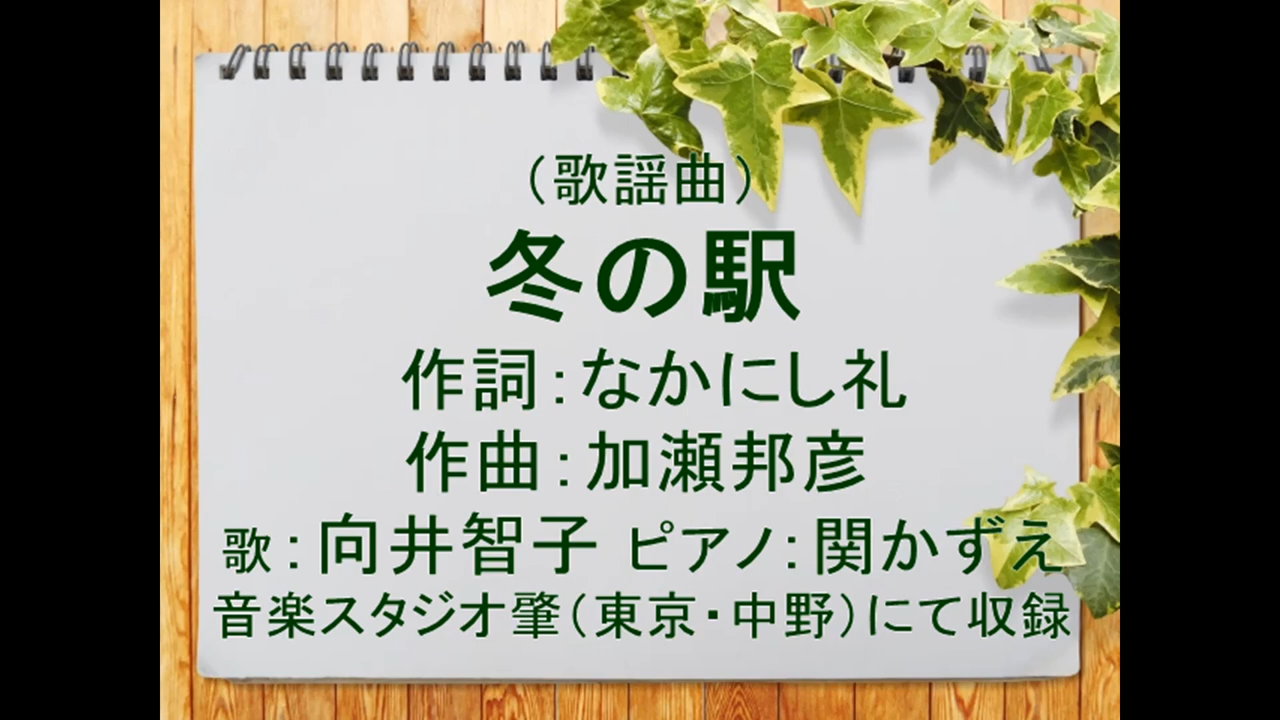 （歌謡曲）
冬の駅
作詞：なかにし礼
作曲：加瀬邦彦
歌：向井智子 ピアノ：関かずえ
音楽スタジオ肇（東京・中野）にて収録